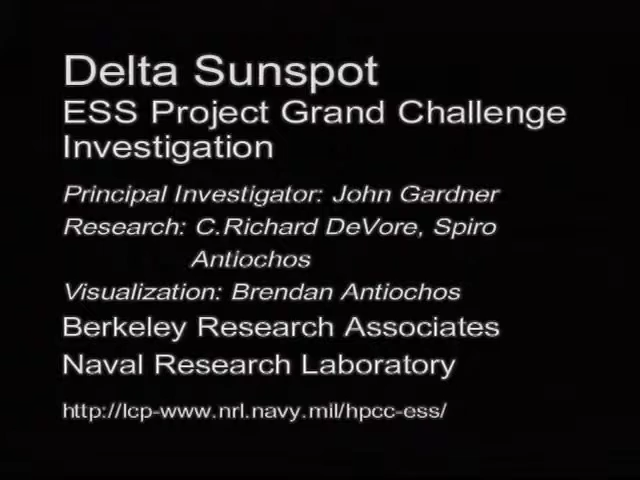 Delta Sunspot
ESS Project Grand Challenge
Investigation
Principal Investigator: John Gardner
Research: C.Richard DeVore, Spiro
Antiochos
Visualization: Brendan Antiochos
Berkeley Research Associates
Naval Research Laboratory
http://lcp-www.nrl.navy.mil/hpcc-ess/